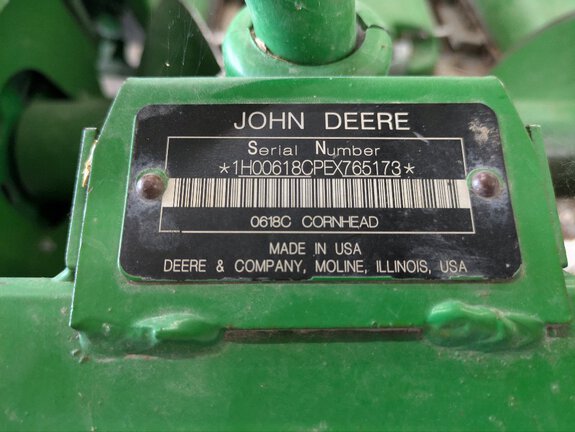 JOHN DEERE
Serial Number
*1H00618CPEX765173*
0618C CORNHEAD
MADE IN USA
DEERE & COMPANY, MOLINE, ILLINOIS, USA